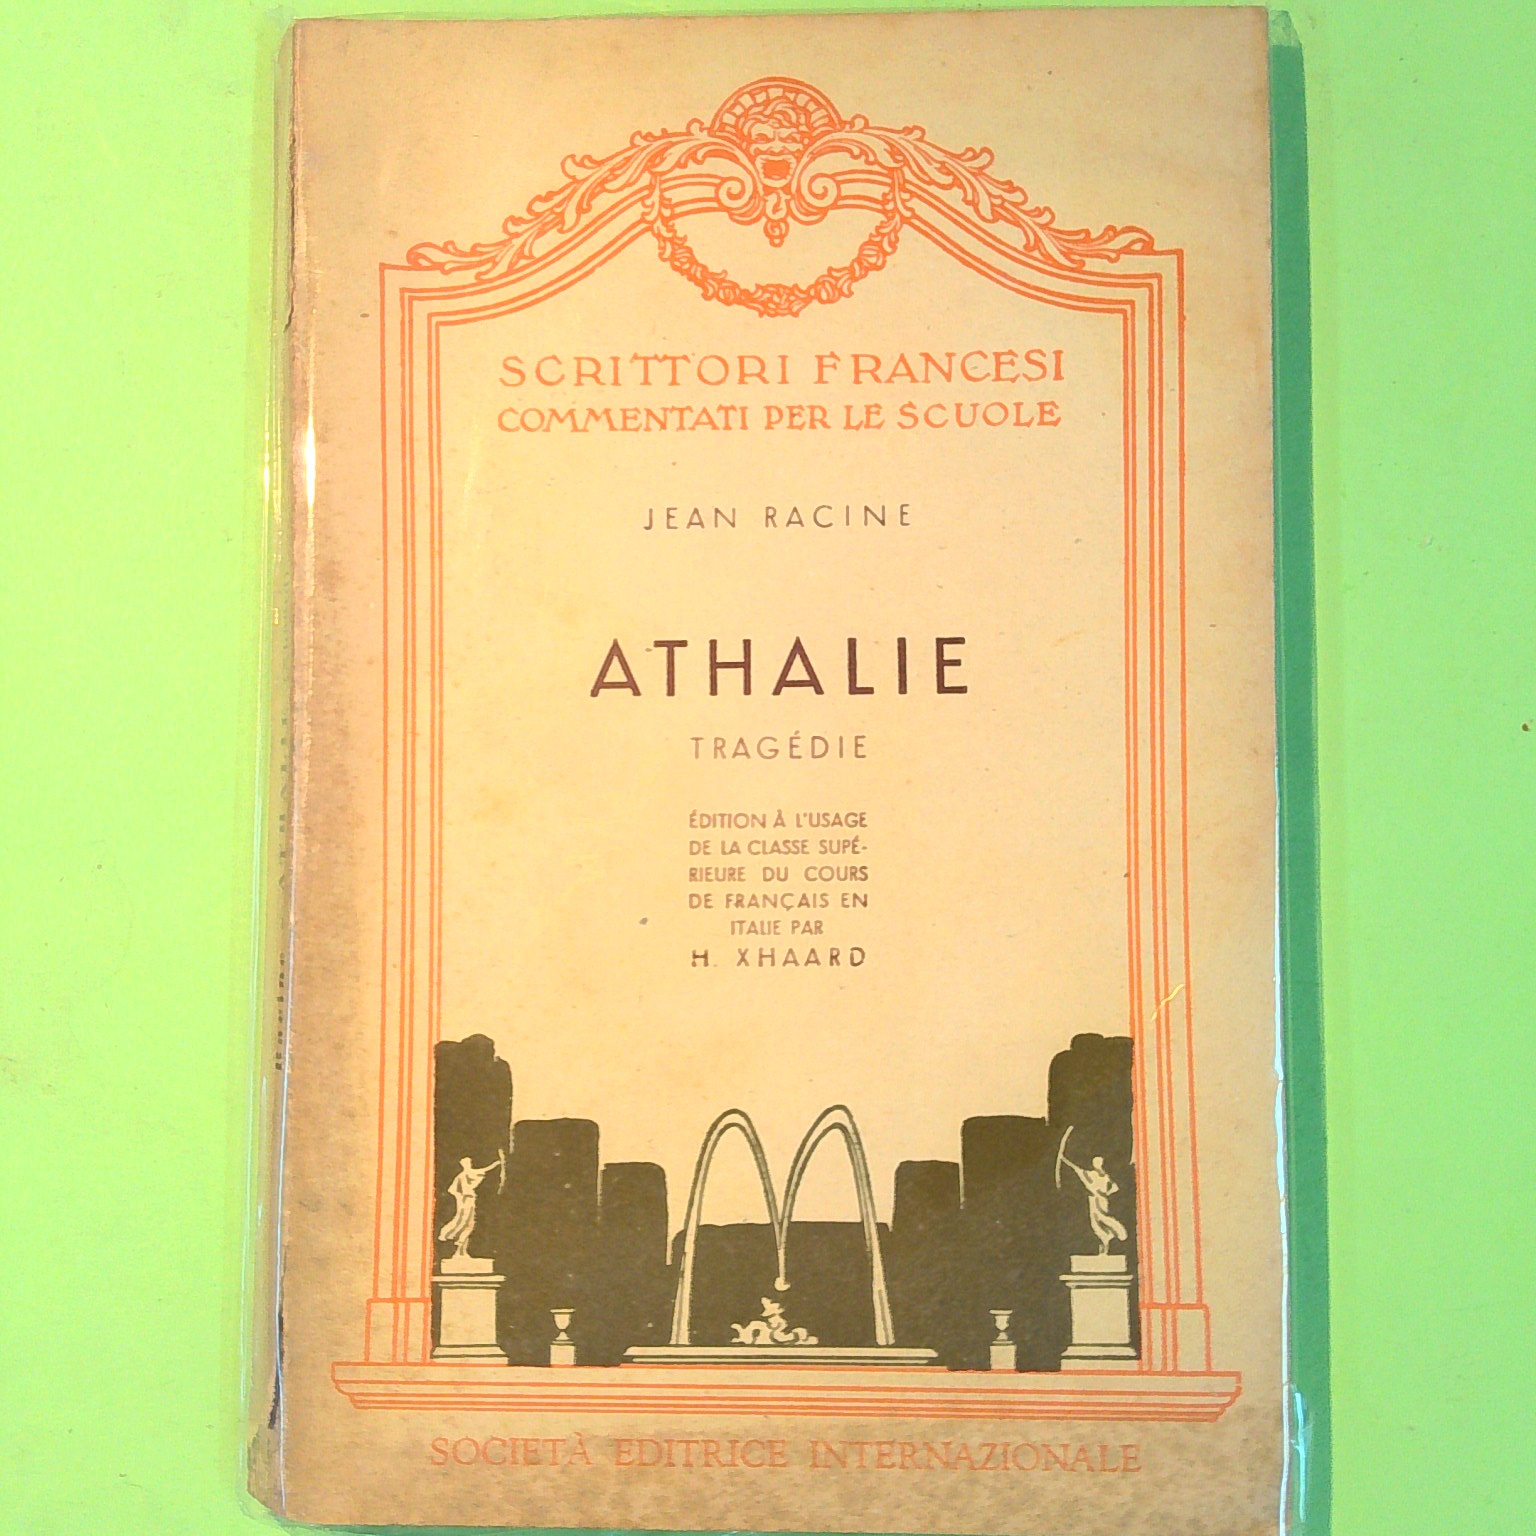 SCRITTORI FRANCESI
COMMENTATI PER LE SCUOLE
JEAN RACINE
ATHALIE
TRAGÉDIE
ÉDITION À L'USAGE
DE LA CLASSE SUPÉ-
RIEURE DU COURS
DE FRANÇAIS EN
ITALIE PAR
H. XHAARD
SOCIETÀ EDITRICE INTERNAZIONALE